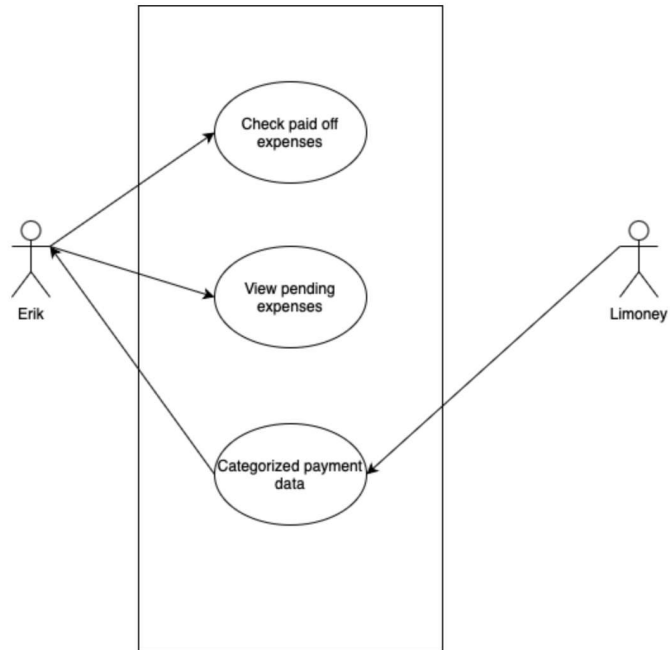 Check paid off
expenses
View pending
expenses
Erik
Limoney
Categorized payment
data